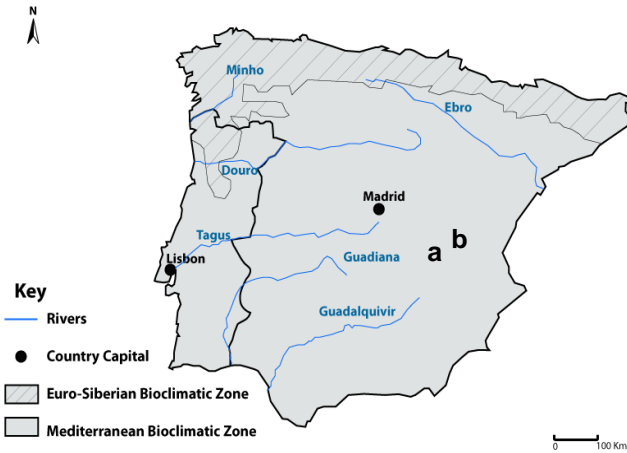 N
Minho
Ebro
Douro
Madrid
a b
Tagus
Lisbon
Guadiana
Guadalquivir
Key
Rivers
Country Capital
Euro-Siberian Bioclimatic Zone
Mediterranean Bioclimatic Zone
0 100 Km